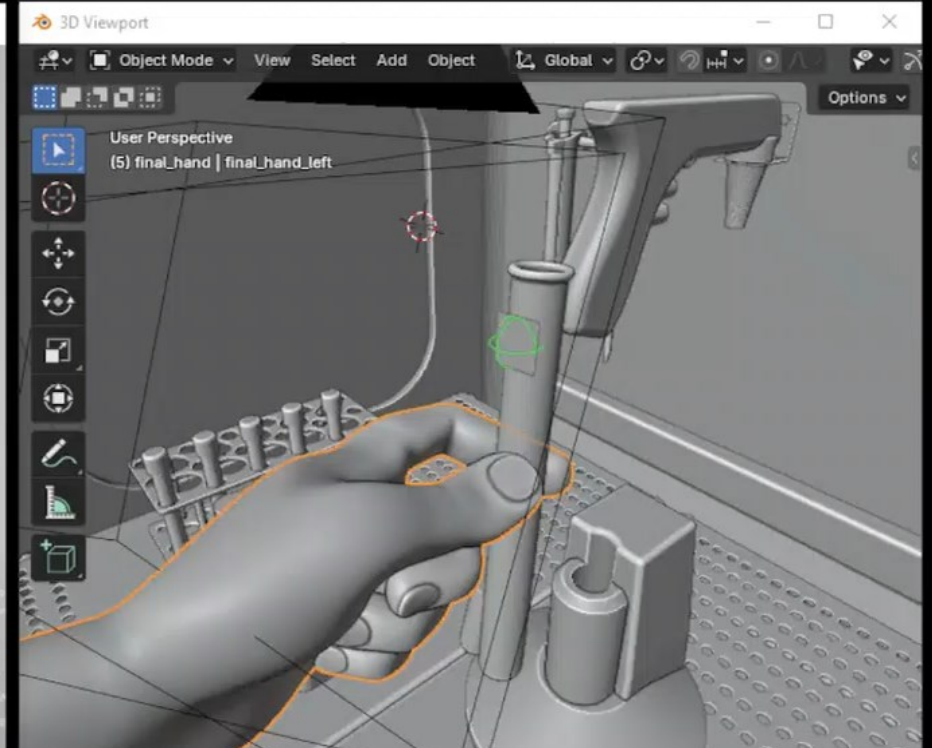 3D Viewport
Object Mode View Select Add Object Global
Options
User Perspective
(5) final_hand | final_hand_left